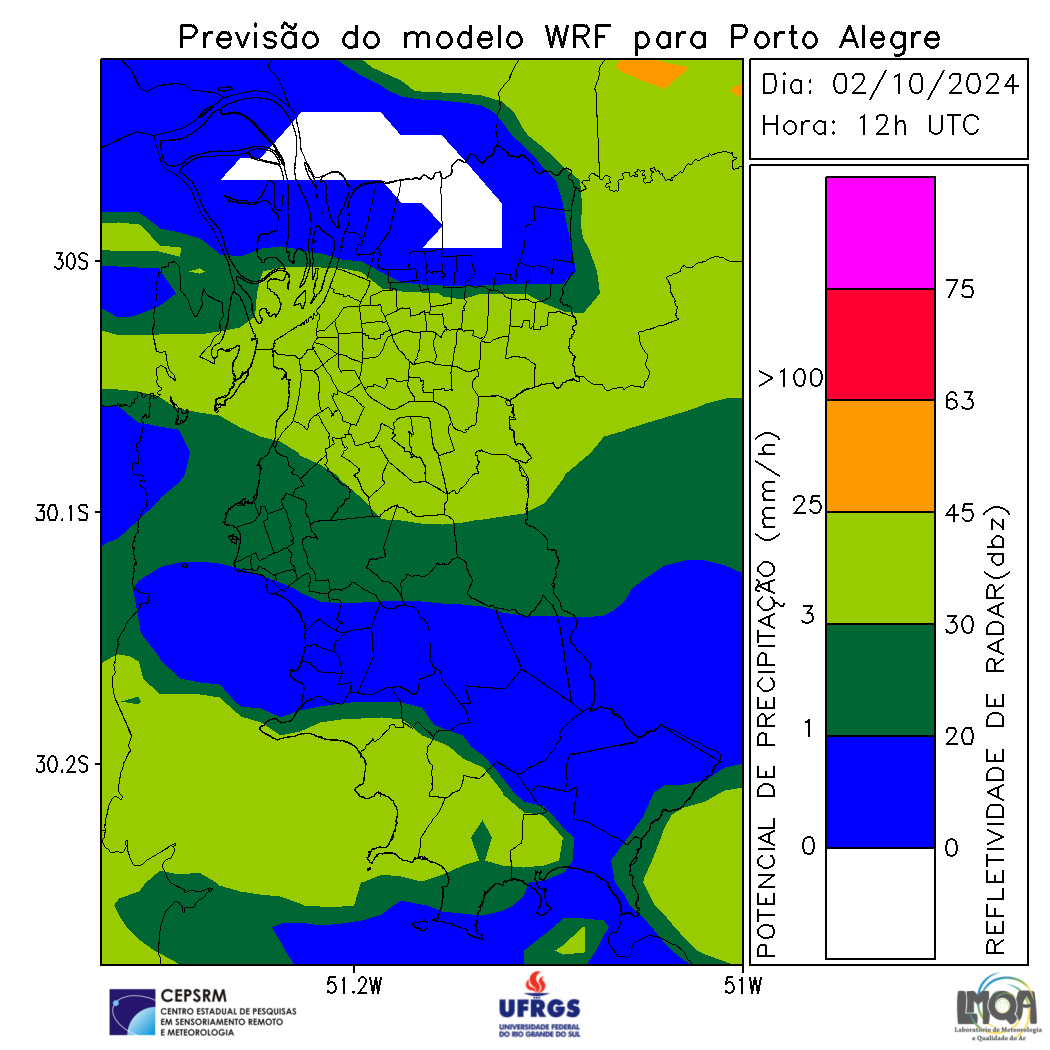 Previsão do modelo WRF para Porto Alegre
Dia: 02/10/2024
Hora: 12h UTC
30S
30.1S
30.2S
51.2W
51W
POTENCIAL DE PRECIPITAÇÃO (mm/h)
>100
25
3
1
0
75
63
45
30
20
0
REFLETIVIDADE DE RADAR(dbz)
CEPSRM
CENTRO ESTADUAL DE PESQUISAS
EM SENSORIAMENTO REMOTO
E METEOROLOGIA
UFRGS
UNIVERSIDADE FEDERAL
DO RIO GRANDE DO SUL
LMQA
Laboratório de Meteorologia
e Qualidade do Ar